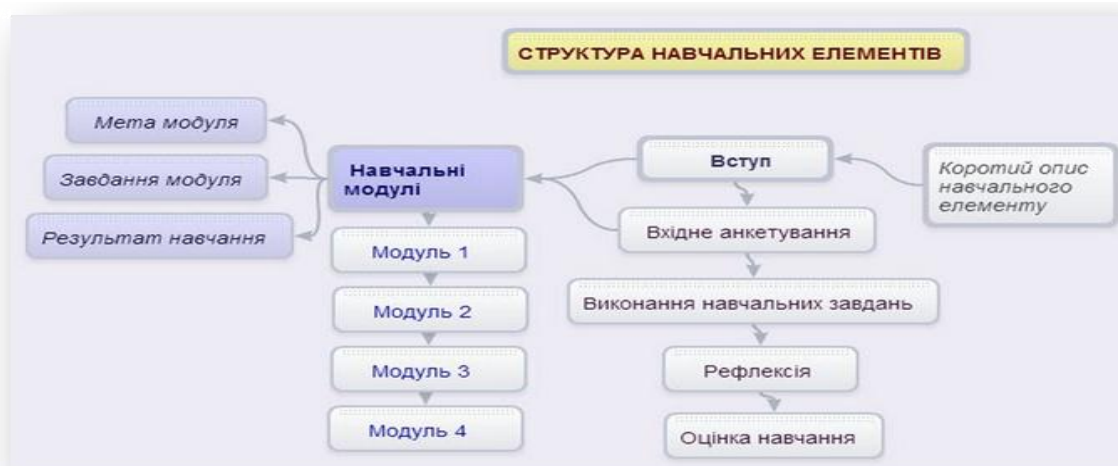 СТРУКТУРА НАВЧАЛЬНИХ ЕЛЕМЕНТІВ
Мета модуля
Завдання модуля
Результат навчання
Навчальні
модулі
Модуль 1
Модуль 2
Модуль 3
Модуль 4
Вступ
Вхідне анкетування
Виконання навчальних завдань
Рефлексія
Оцінка навчання
Короткий опис
навчального
елементу